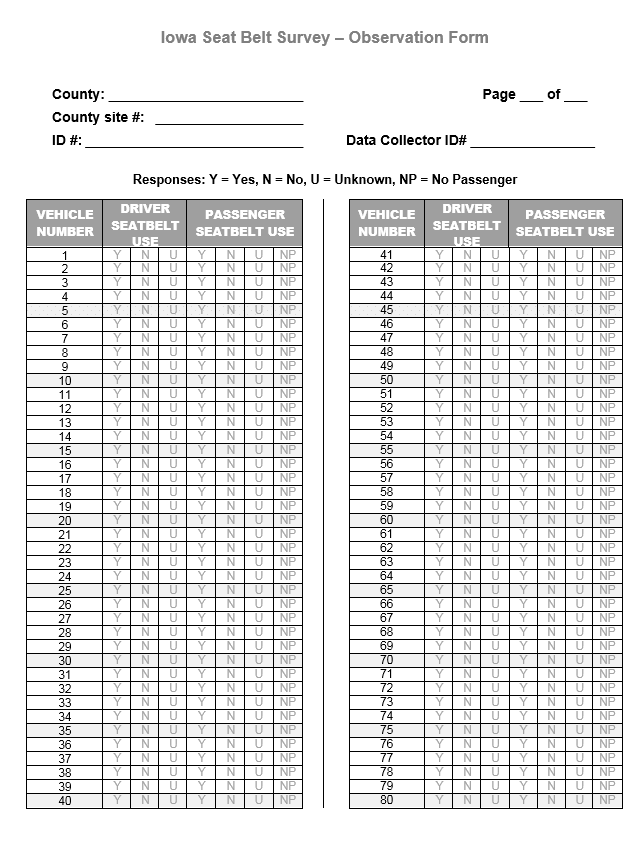 Iowa Seat Belt Survey – Observation Form
County: ___________________________ Page ___ of ___
County site #: ____________________
ID #: ______________________________ Data Collector ID# _________________
Responses: Y = Yes, N = No, U = Unknown, NP = No Passenger
VEHICLE NUMBER DRIVER SEATBELT USE PASSENGER SEATBELT USE VEHICLE NUMBER DRIVER SEATBELT USE PASSENGER SEATBELT USE
1 Y N U Y N U NP 41 Y N U Y N U NP
2 Y N U Y N U NP 42 Y N U Y N U NP
3 Y N U Y N U NP 43 Y N U Y N U NP
4 Y N U Y N U NP 44 Y N U Y N U NP
5 Y N U Y N U NP 45 Y N U Y N U NP
6 Y N U Y N U NP 46 Y N U Y N U NP
7 Y N U Y N U NP 47 Y N U Y N U NP
8 Y N U Y N U NP 48 Y N U Y N U NP
9 Y N U Y N U NP 49 Y N U Y N U NP
10 Y N U Y N U NP 50 Y N U Y N U NP
11 Y N U Y N U NP 51 Y N U Y N U NP
12 Y N U Y N U NP 52 Y N U Y N U NP
13 Y N U Y N U NP 53 Y N U Y N U NP
14 Y N U Y N U NP 54 Y N U Y N U NP
15 Y N U Y N U NP 55 Y N U Y N U NP
16 Y N U Y N U NP 56 Y N U Y N U NP
17 Y N U Y N U NP 57 Y N U Y N U NP
18 Y N U Y N U NP 58 Y N U Y N U NP
19 Y N U Y N U NP 59 Y N U Y N U NP
20 Y N U Y N U NP 60 Y N U Y N U NP
21 Y N U Y N U NP 61 Y N U Y N U NP
22 Y N U Y N U NP 62 Y N U Y N U NP
23 Y N U Y N U NP 63 Y N U Y N U NP
24 Y N U Y N U NP 64 Y N U Y N U NP
25 Y N U Y N U NP 65 Y N U Y N U NP
26 Y N U Y N U NP 66 Y N U Y N U NP
27 Y N U Y N U NP 67 Y N U Y N U NP
28 Y N U Y N U NP 68 Y N U Y N U NP
29 Y N U Y N U NP 69 Y N U Y N U NP
30 Y N U Y N U NP 70 Y N U Y N U NP
31 Y N U Y N U NP 71 Y N U Y N U NP
32 Y N U Y N U NP 72 Y N U Y N U NP
33 Y N U Y N U NP 73 Y N U Y N U NP
34 Y N U Y N U NP 74 Y N U Y N U NP
35 Y N U Y N U NP 75 Y N U Y N U NP
36 Y N U Y N U NP 76 Y N U Y N U NP
37 Y N U Y N U NP 77 Y N U Y N U NP
38 Y N U Y N U NP 78 Y N U Y N U NP
39 Y N U Y N U NP 79 Y N U Y N U NP
40 Y N U Y N U NP 80 Y N U Y N U NP